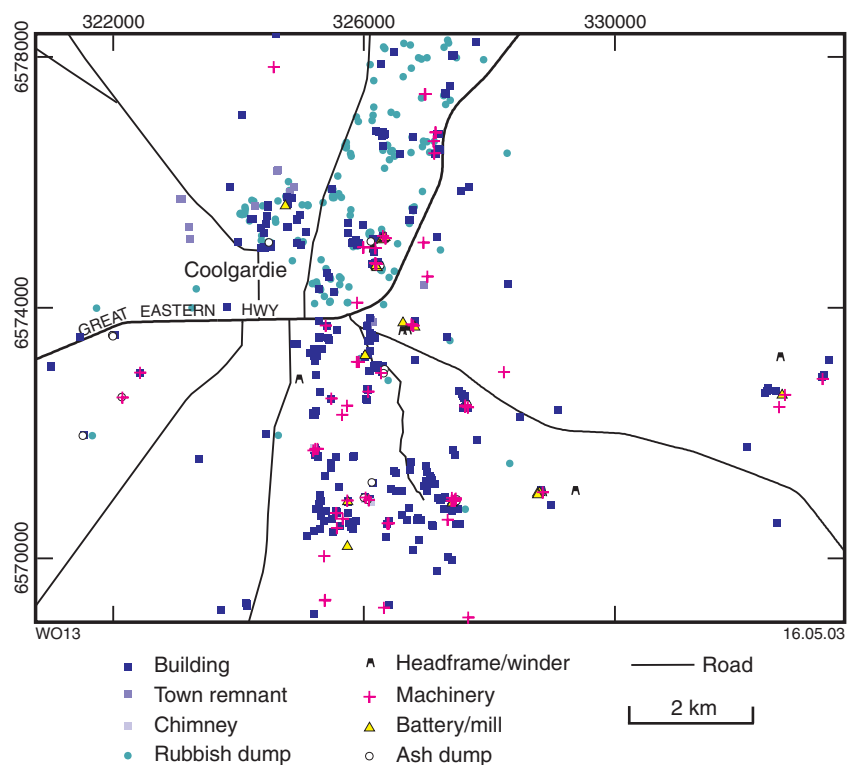 322000 326000 330000
6578000
Coolgardie
6574000
GREAT EASTERN HWY
6570000
WO13 16.05.03
Building Headframe/winder Road
Town remnant Machinery
Chimney Battery/mill 2 km
Rubbish dump Ash dump